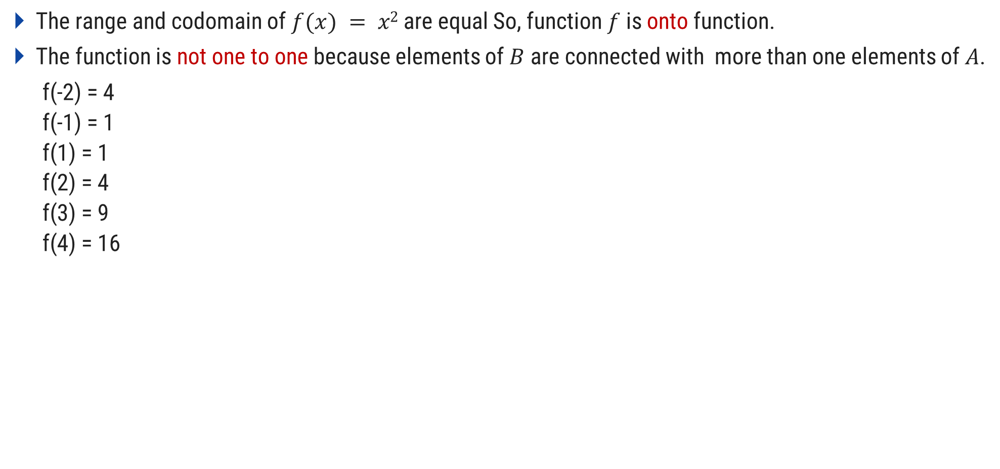 The range and codomain of f(x) = x² are equal So, function f is onto function.
The function is not one to one because elements of B are connected with more than one elements of A.
f(-2) = 4
f(-1) = 1
f(1) = 1
f(2) = 4
f(3) = 9
f(4) = 16